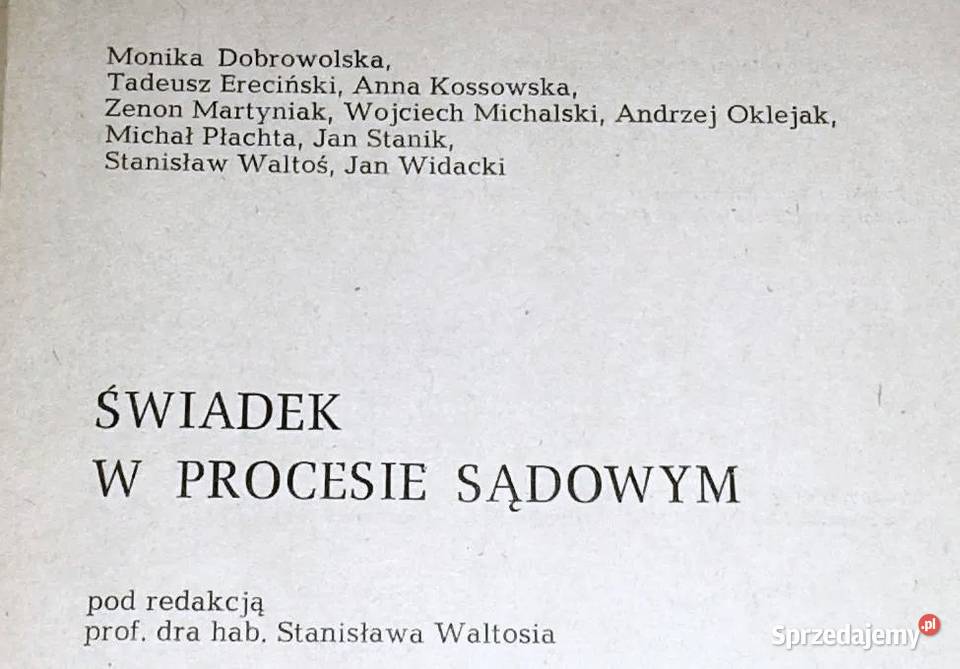 Monika Dobrowolska,
Tadeusz Ereciński, Anna Kossowska,
Zenon Martyniak, Wojciech Michalski, Andrzej Oklejak,
Michał Płachta, Jan Stanik,
Stanisław Waltoś, Jan Widacki
ŚWIADEK
W PROCESIE SĄDOWYM
pod redakcją
prof. dra hab. Stanisława Waltosia
Sprzedajemy.pl